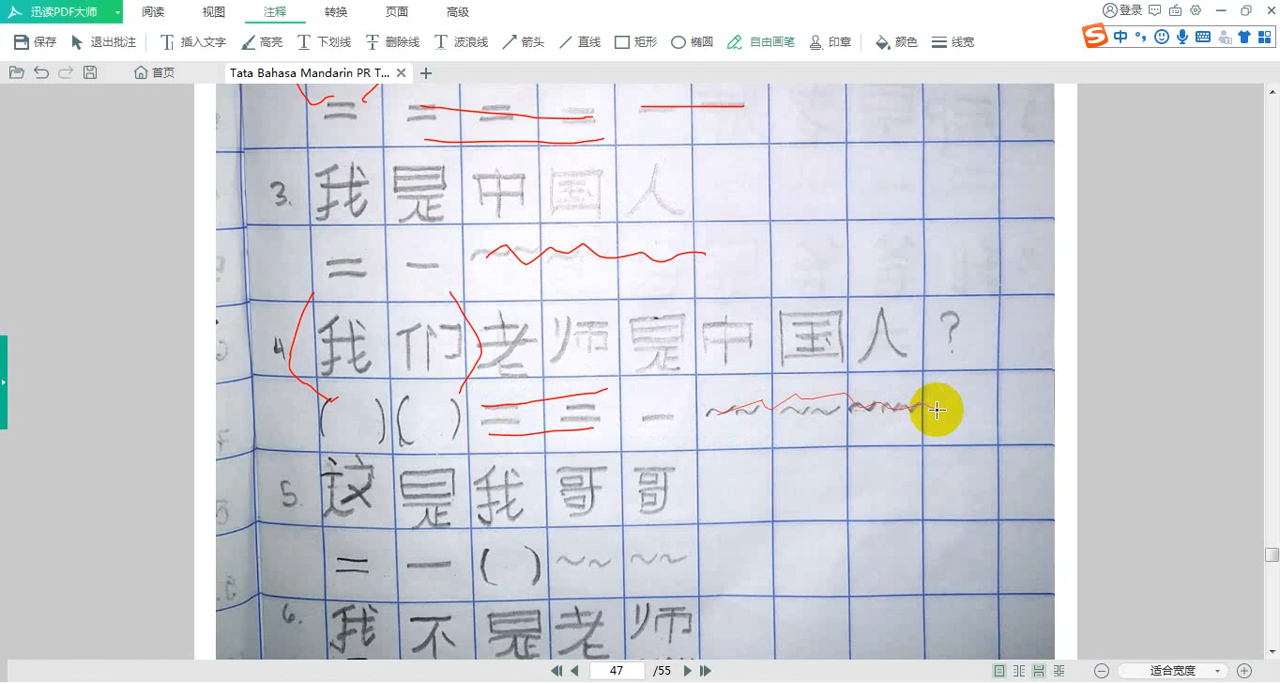 迅读PDF大师 阅读 视图 注释 转换 页面 高级 登录
保存 退出批注 插入文字 高亮 下划线 删除线 波浪线 箭头 直线 矩形 椭圆 自由画笔 印章 颜色 线宽 中
首页 Tata Bahasa Mandarin PR T...
= = = = — —
3. 我是中国人
= —
4 我们老师是中国人?
( ) ( ) = = —
5. 这是我哥哥
= — ( )
6. 我不是老师
47 /55 适合宽度